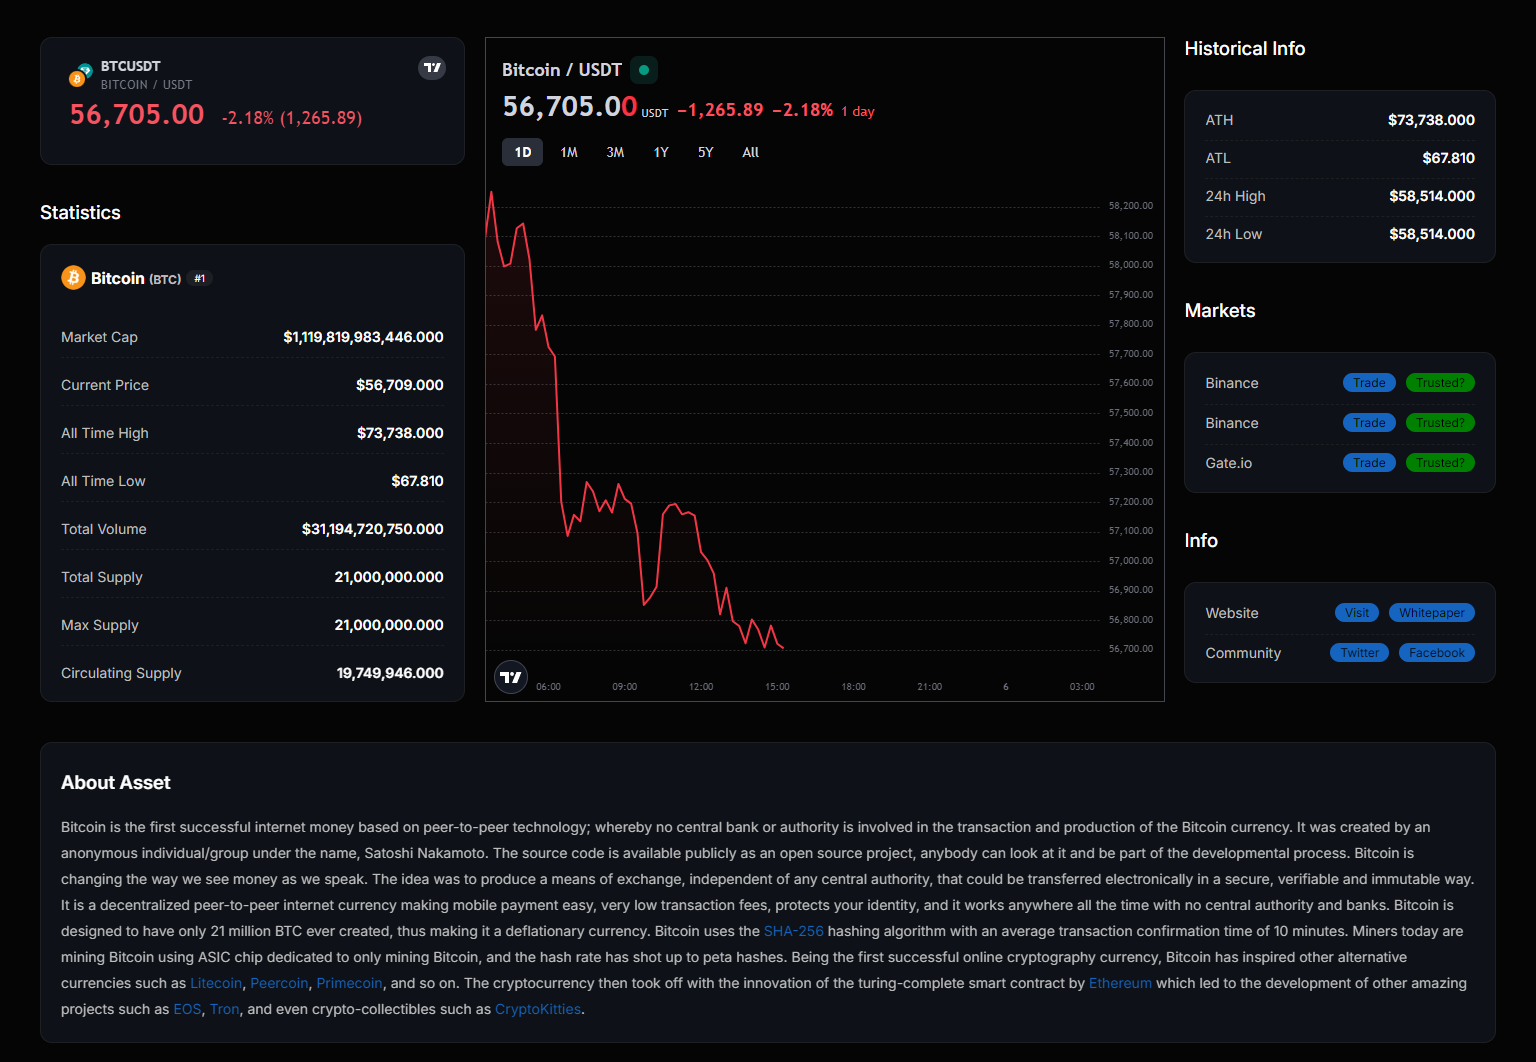 BTCUSDT
BITCOIN / USDT
56,705.00 -2.18% (1,265.89)
Statistics
Bitcoin (BTC) #1
Market Cap $1,119,819,983,446.000
Current Price $56,709.000
All Time High $73,738.000
All Time Low $67.810
Total Volume $31,194,720,750.000
Total Supply 21,000,000.000
Max Supply 21,000,000.000
Circulating Supply 19,749,946.000
Bitcoin / USDT
56,705.00 USDT −1,265.89 −2.18% 1 day
1D 1M 3M 1Y 5Y All
58,200.00
58,100.00
58,000.00
57,900.00
57,800.00
57,700.00
57,600.00
57,500.00
57,400.00
57,300.00
57,200.00
57,100.00
57,000.00
56,900.00
56,800.00
56,700.00
06:00 09:00 12:00 15:00 18:00 21:00 6 03:00
Historical Info
ATH $73,738.000
ATL $67.810
24h High $58,514.000
24h Low $58,514.000
Markets
Binance Trade Trusted?
Binance Trade Trusted?
Gate.io Trade Trusted?
Info
Website Visit Whitepaper
Community Twitter Facebook
About Asset
Bitcoin is the first successful internet money based on peer-to-peer technology; whereby no central bank or authority is involved in the transaction and production of the Bitcoin currency. It was created by an
anonymous individual/group under the name, Satoshi Nakamoto. The source code is available publicly as an open source project, anybody can look at it and be part of the developmental process. Bitcoin is
changing the way we see money as we speak. The idea was to produce a means of exchange, independent of any central authority, that could be transferred electronically in a secure, verifiable and immutable way.
It is a decentralized peer-to-peer internet currency making mobile payment easy, very low transaction fees, protects your identity, and it works anywhere all the time with no central authority and banks. Bitcoin is
designed to have only 21 million BTC ever created, thus making it a deflationary currency. Bitcoin uses the SHA-256 hashing algorithm with an average transaction confirmation time of 10 minutes. Miners today are
mining Bitcoin using ASIC chip dedicated to only mining Bitcoin, and the hash rate has shot up to peta hashes. Being the first successful online cryptography currency, Bitcoin has inspired other alternative
currencies such as Litecoin, Peercoin, Primecoin, and so on. The cryptocurrency then took off with the innovation of the turing-complete smart contract by Ethereum which led to the development of other amazing
projects such as EOS, Tron, and even crypto-collectibles such as CryptoKitties.